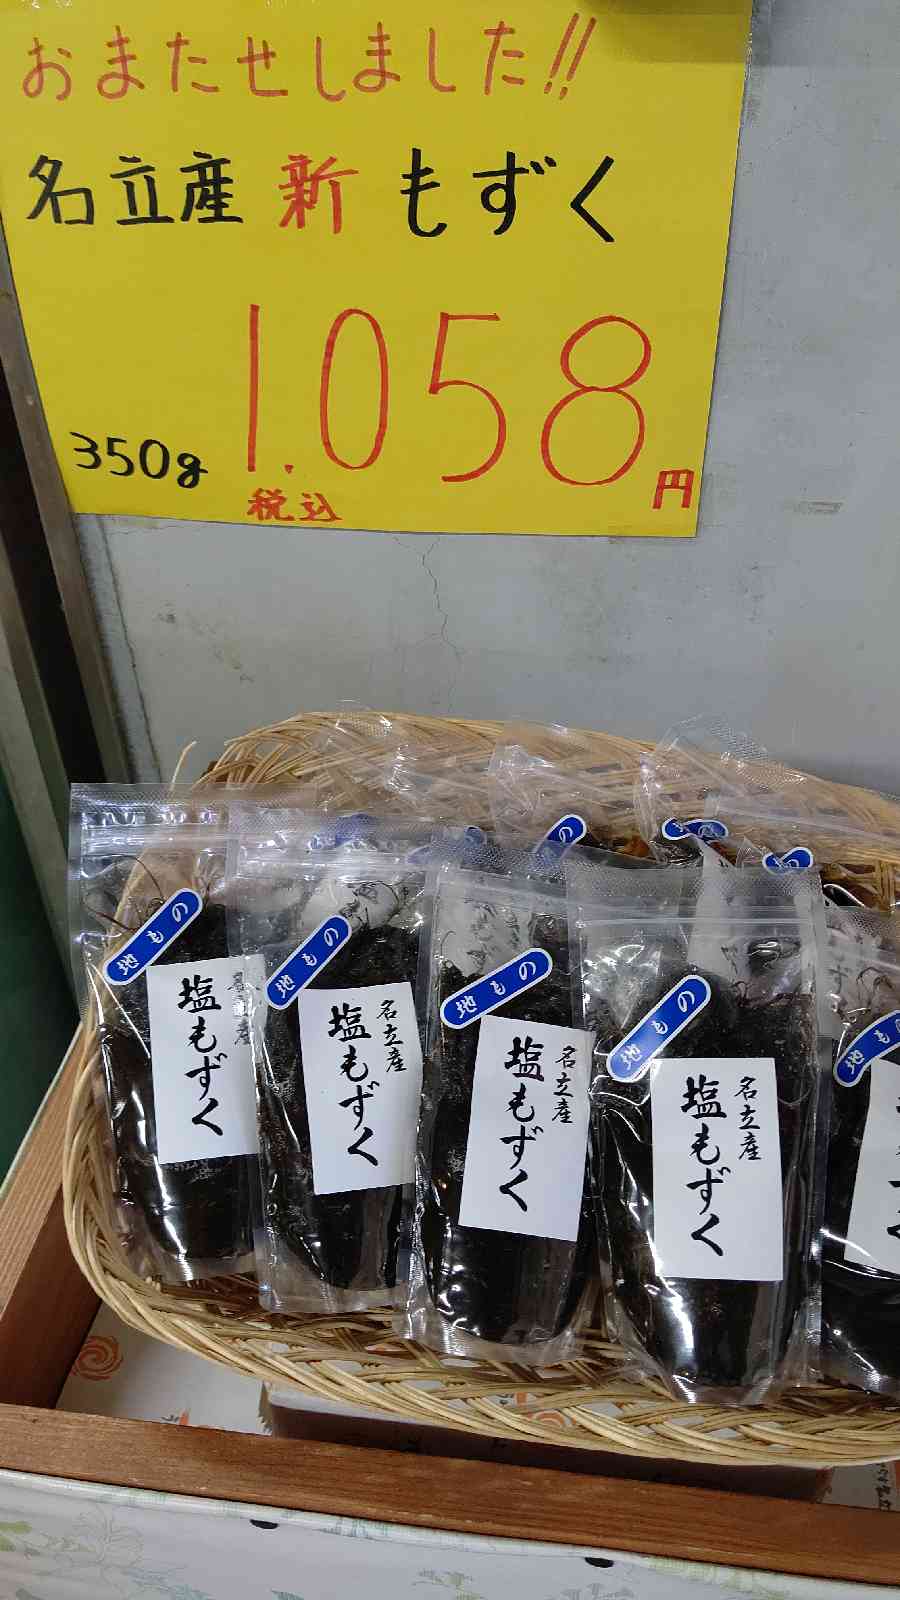 おまたせしました!!
名立産 新 もずく
350g 1.058円
税込
地もの
塩もずく
地もの
名立産
塩もずく
地もの
名立産
塩もずく
地もの
名立産
塩もずく
地もの